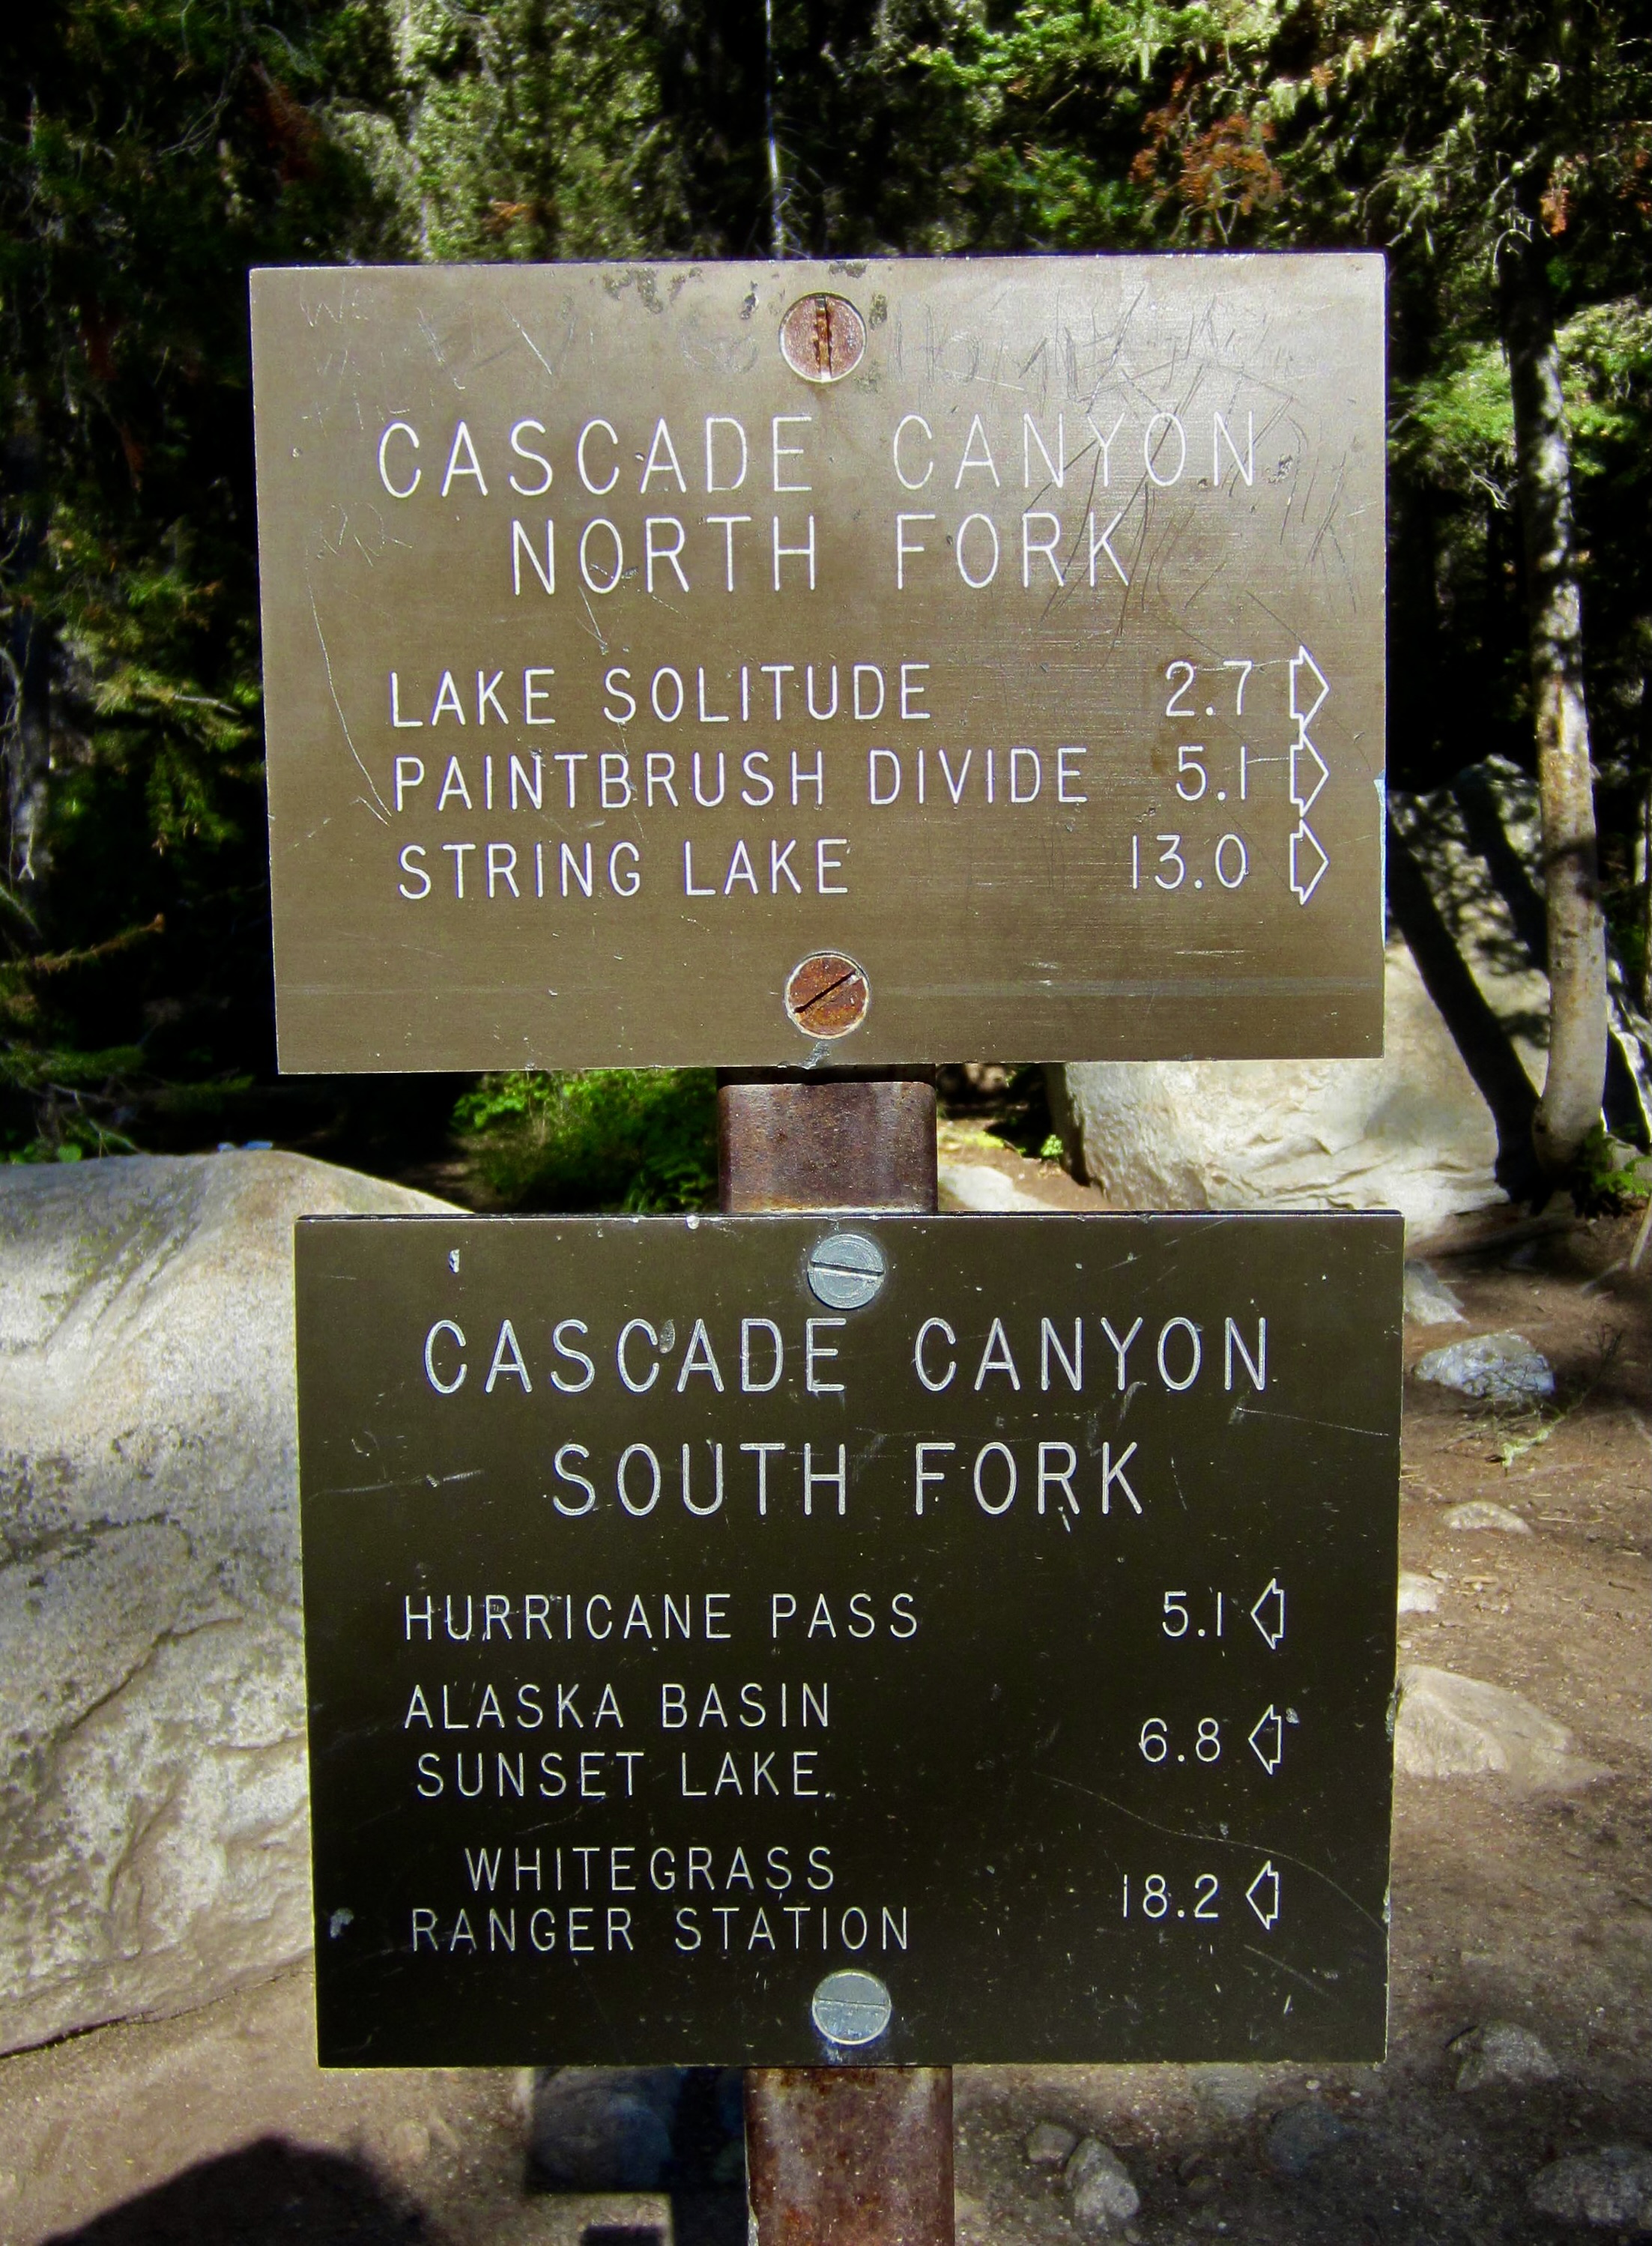 CASCADE CANYON
NORTH FORK
LAKE SOLITUDE 2.7
PAINTBRUSH DIVIDE 5.1
STRING LAKE 13.0
CASCADE CANYON
SOUTH FORK
HURRICANE PASS 5.1
ALASKA BASIN
SUNSET LAKE 6.8
WHITEGRASS
RANGER STATION 18.2